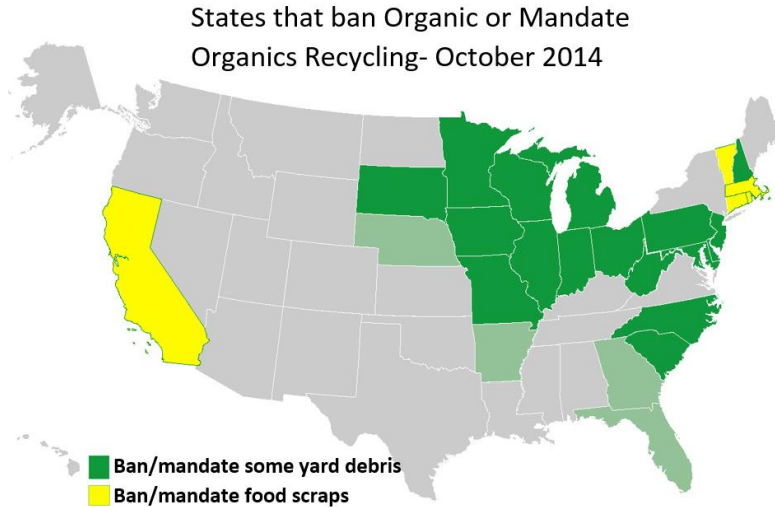 States that ban Organic or Mandate
Organics Recycling- October 2014
Ban/mandate some yard debris
Ban/mandate food scraps